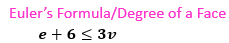 Euler's Formula/Degree of a Face
e + 6 ≤ 3v